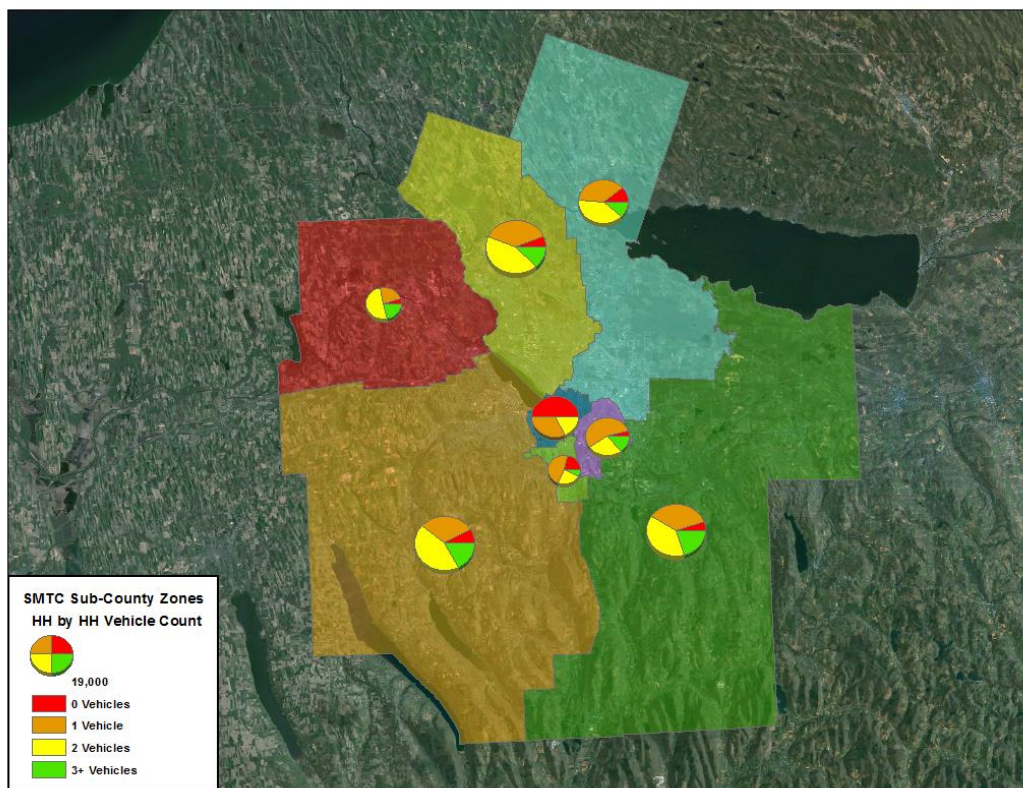 SMTC Sub-County Zones
HH by HH Vehicle Count
19,000
0 Vehicles
1 Vehicle
2 Vehicles
3+ Vehicles